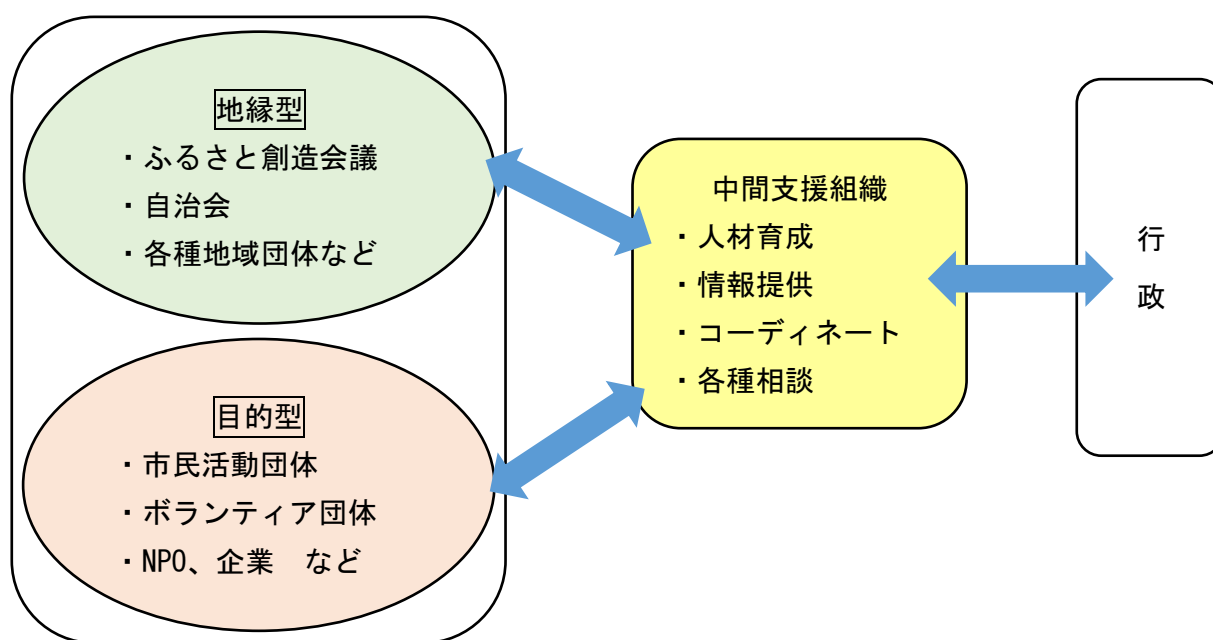 地縁型
・ふるさと創造会議
・自治会
・各種地域団体など
目的型
・市民活動団体
・ボランティア団体
・NPO、企業　など
中間支援組織
・人材育成
・情報提供
・コーディネート
・各種相談
行
政